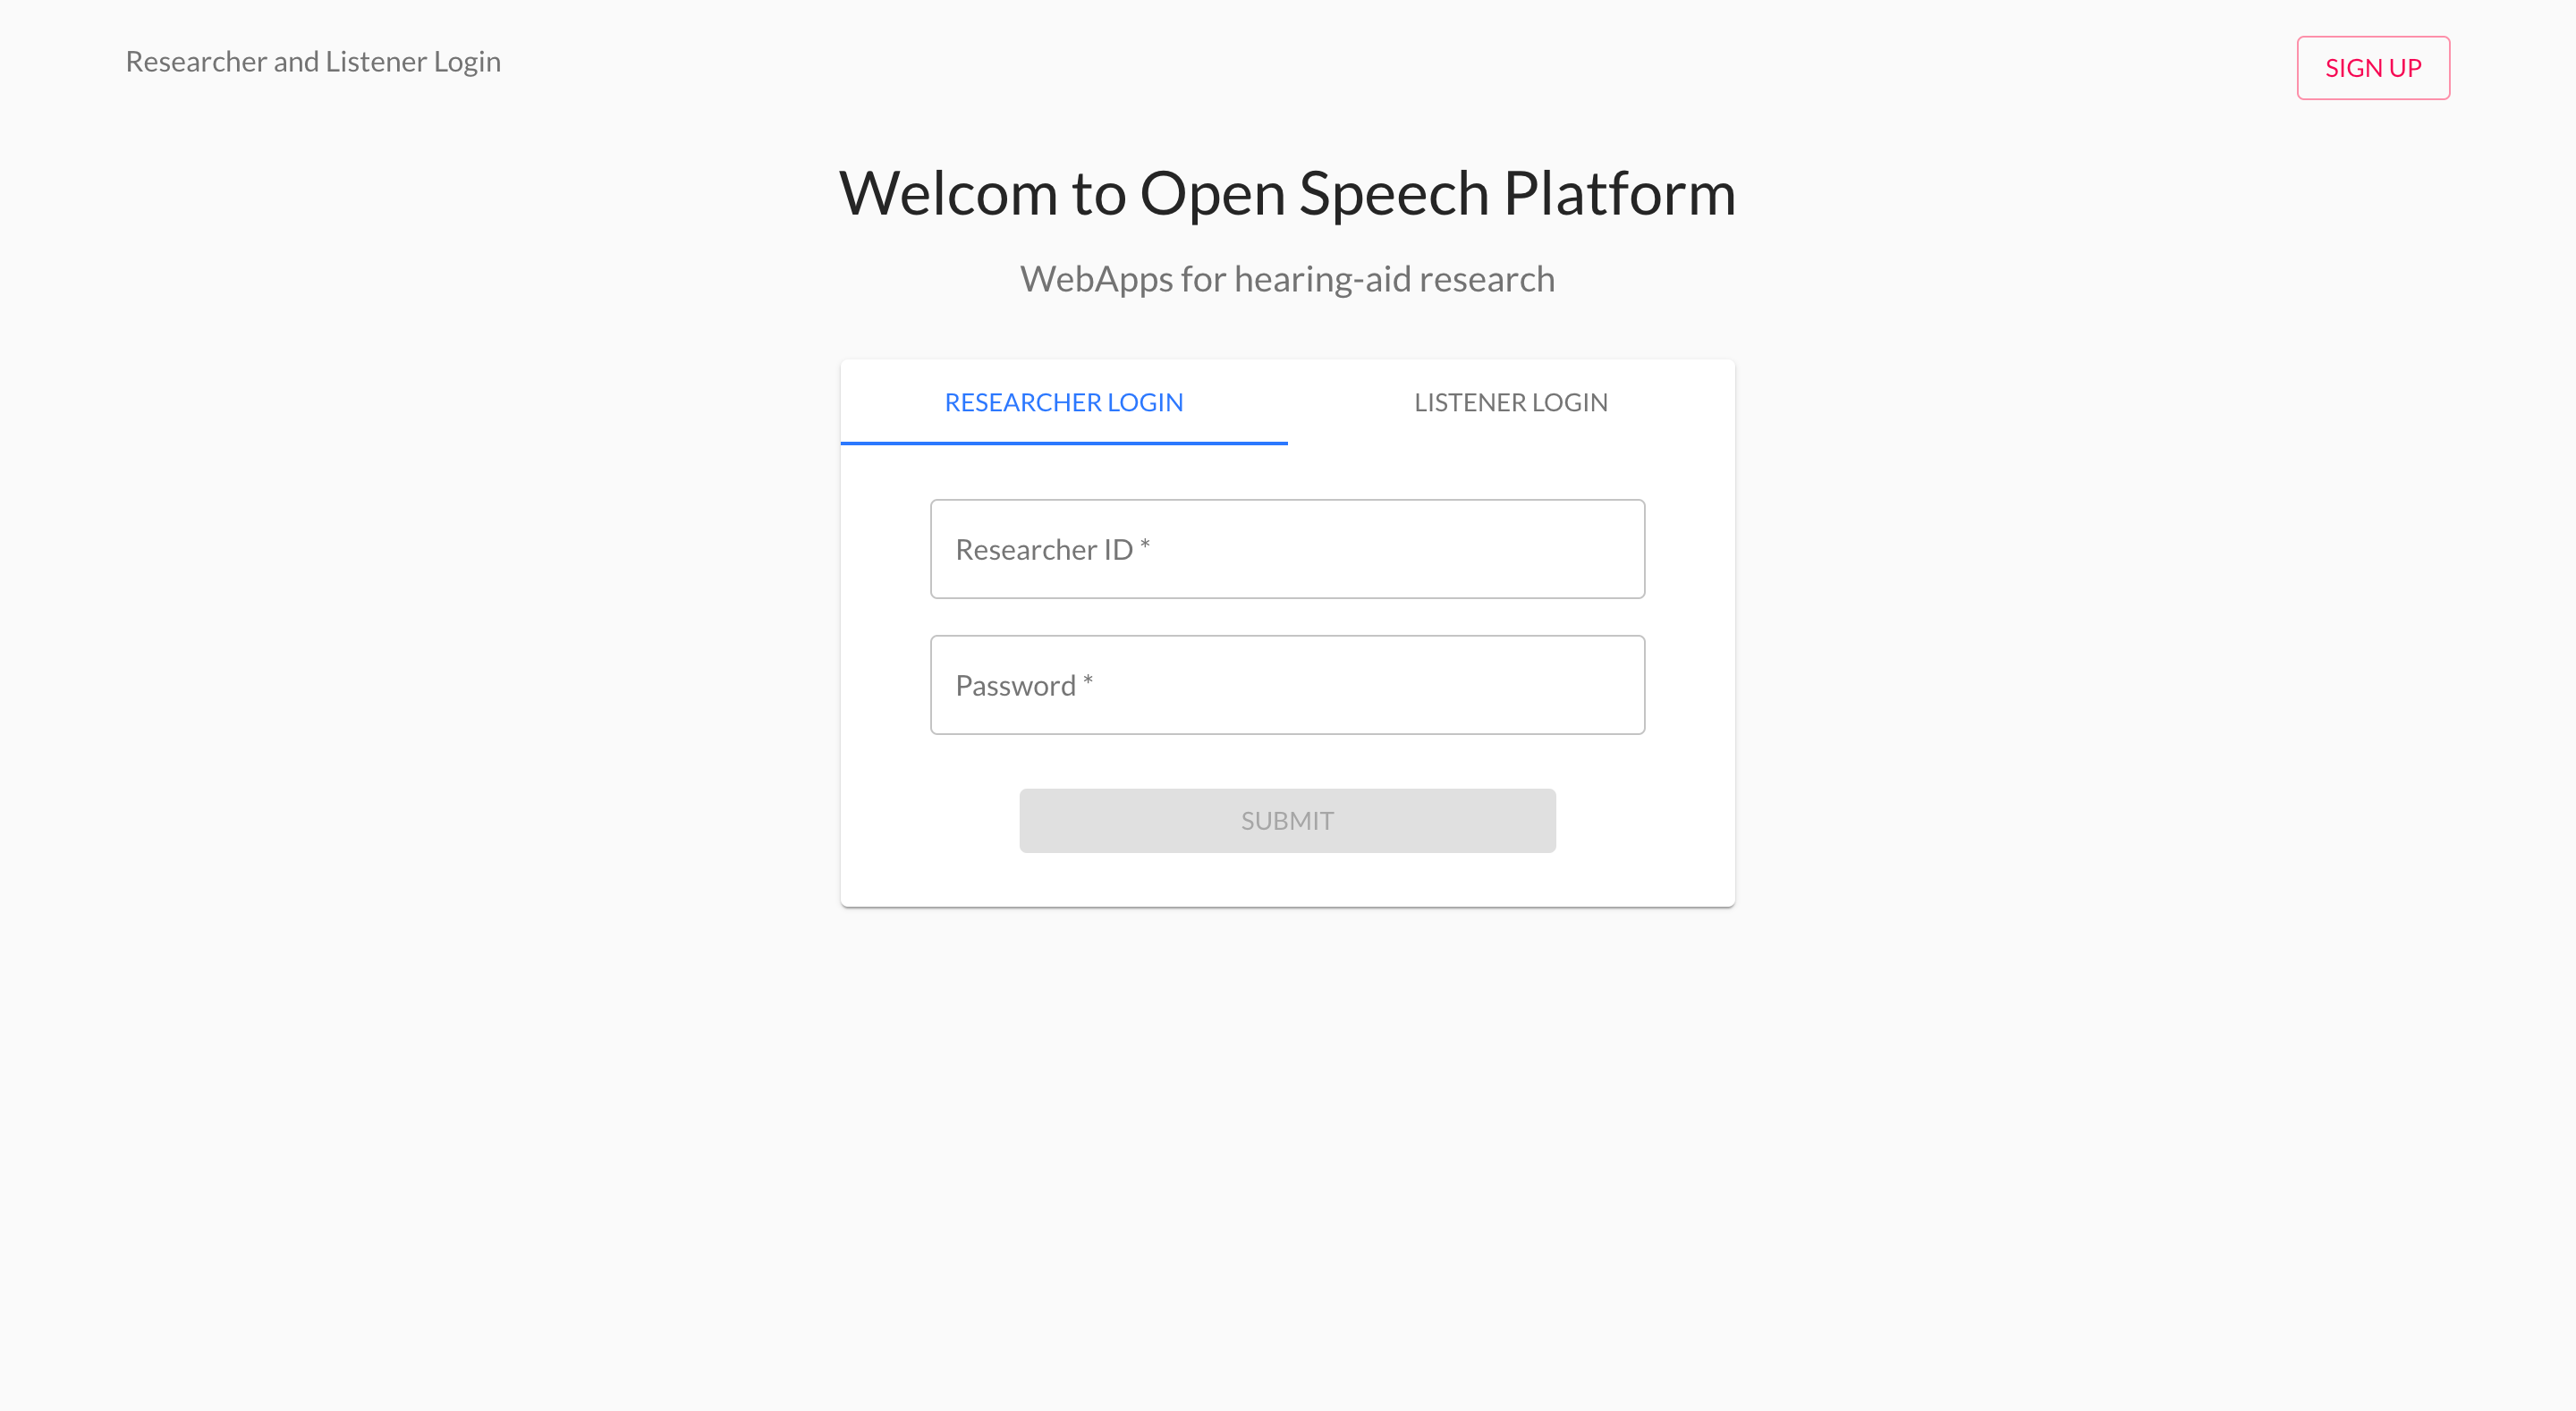 Researcher and Listener Login
SIGN UP
Welcom to Open Speech Platform
WebApps for hearing-aid research
RESEARCHER LOGIN
LISTENER LOGIN
Researcher ID *
Password *
SUBMIT